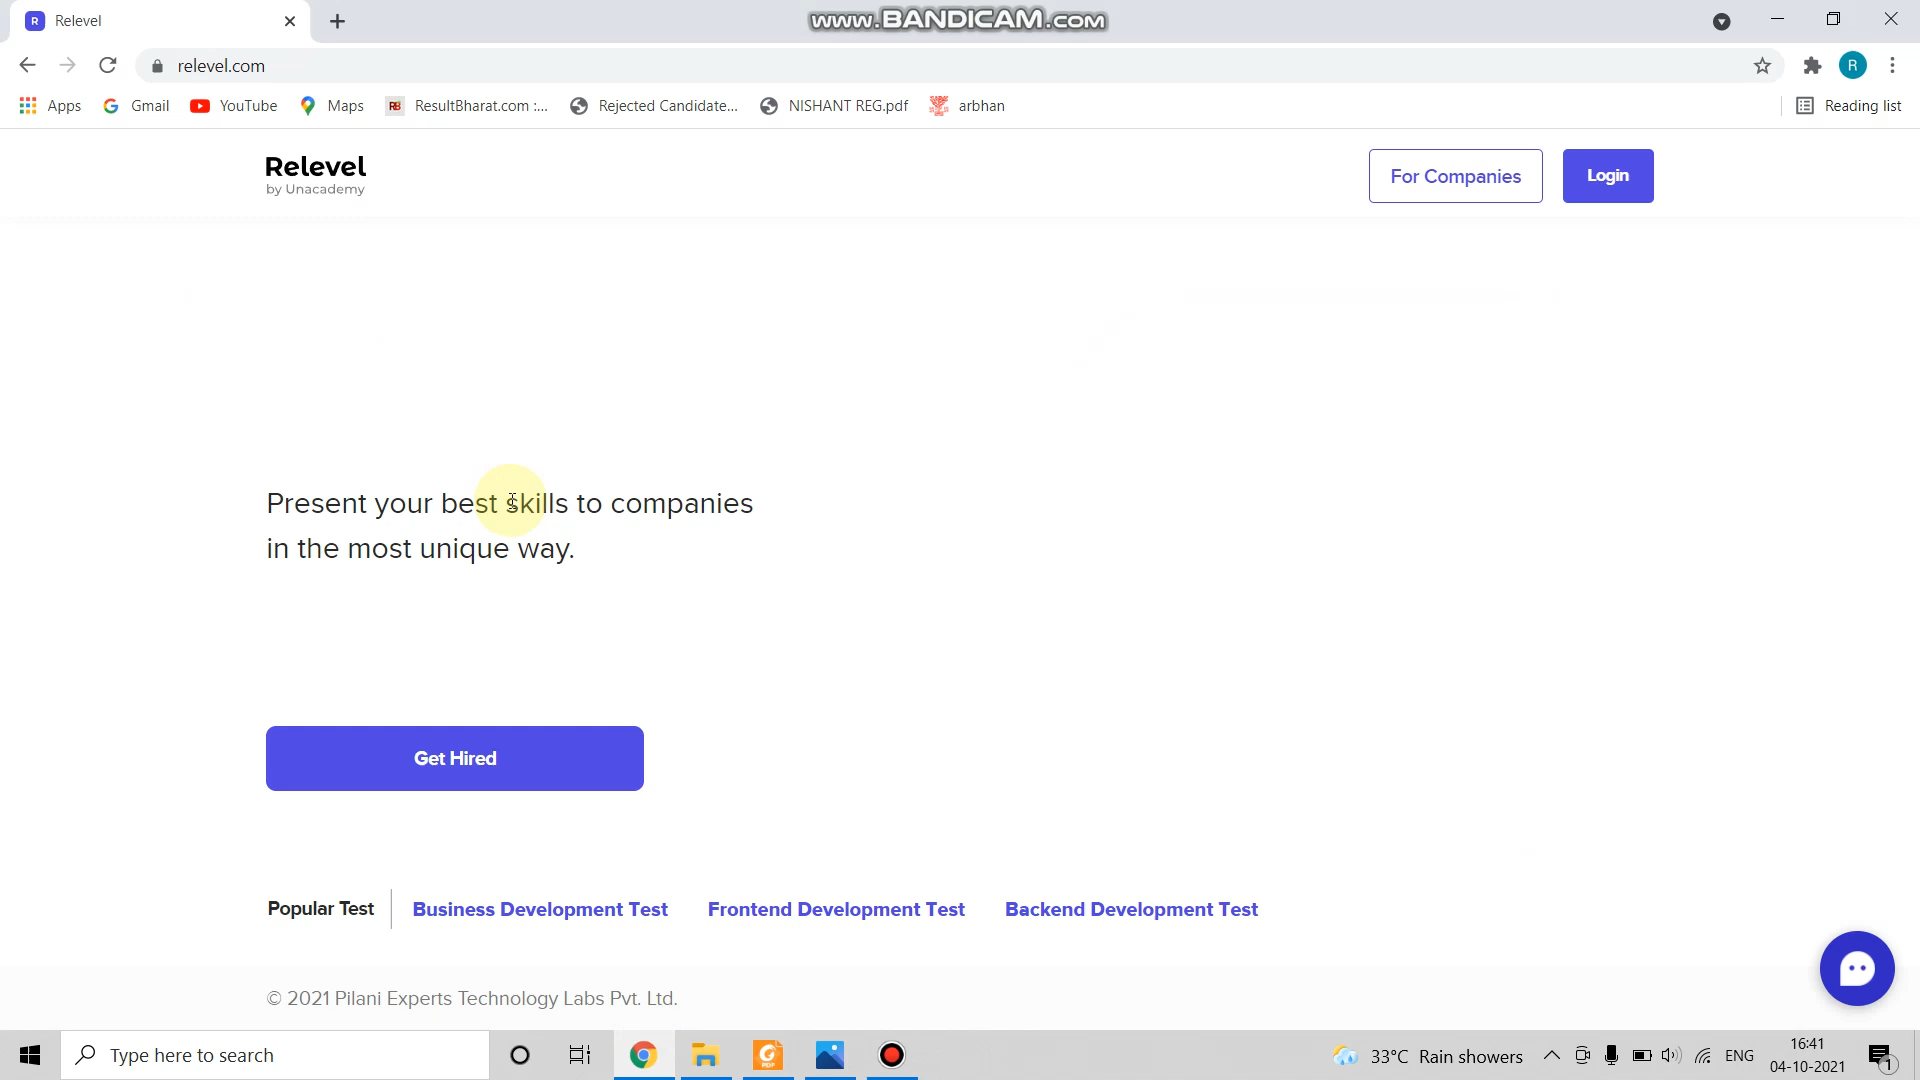 R Relevel
www.BANDICAM.com
relevel.com
R
Apps
Gmail
YouTube
Maps
RB ResultBharat.com :...
Rejected Candidate...
NISHANT REG.pdf
arbhan
Reading list
Relevel
by Unacademy
For Companies
Login
Present your best skills to companies
in the most unique way.
Get Hired
Popular Test
Business Development Test
Frontend Development Test
Backend Development Test
© 2021 Pilani Experts Technology Labs Pvt. Ltd.
Type here to search
PDF
33°C Rain showers
ENG
16:41
04-10-2021
1